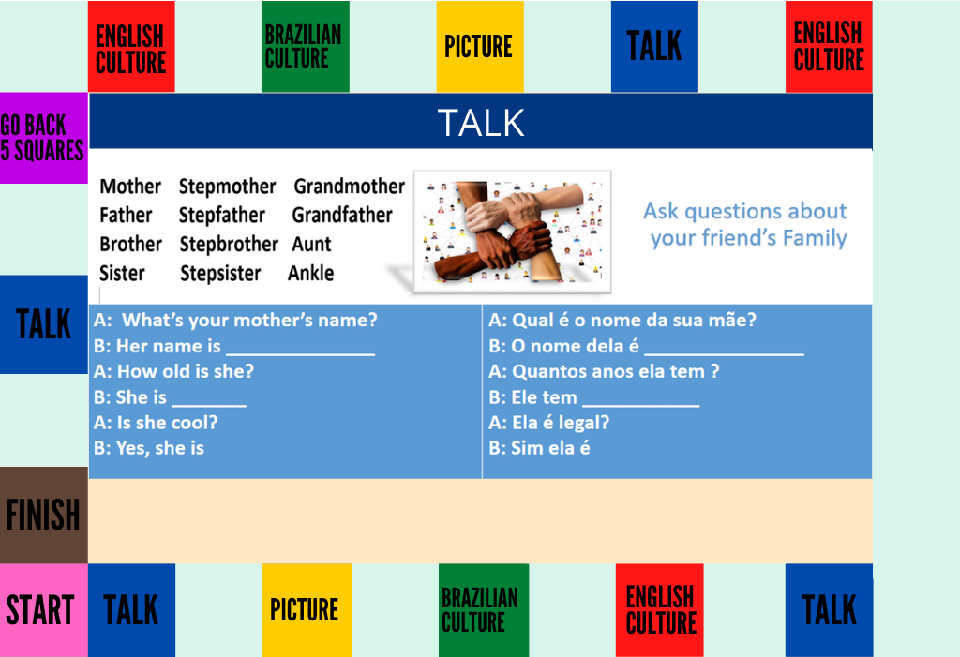 ENGLISH
CULTURE
BRAZILIAN
CULTURE
PICTURE
TALK
ENGLISH
CULTURE
GO BACK
5 SQUARES
TALK
Mother Stepmother Grandmother
Father Stepfather Grandfather
Brother Stepbrother Aunt
Sister Stepsister Ankle
Ask questions about
your friend's Family
TALK
A: What's your mother's name?
B: Her name is _______________
A: How old is she?
B: She is ________
A: Is she cool?
B: Yes, she is
A: Qual é o nome da sua mãe?
B: O nome dela é ________________
A: Quantos anos ela tem ?
B: Ele tem ____________
A: Ela é legal?
B: Sim ela é
FINISH
START
TALK
PICTURE
BRAZILIAN
CULTURE
ENGLISH
CULTURE
TALK